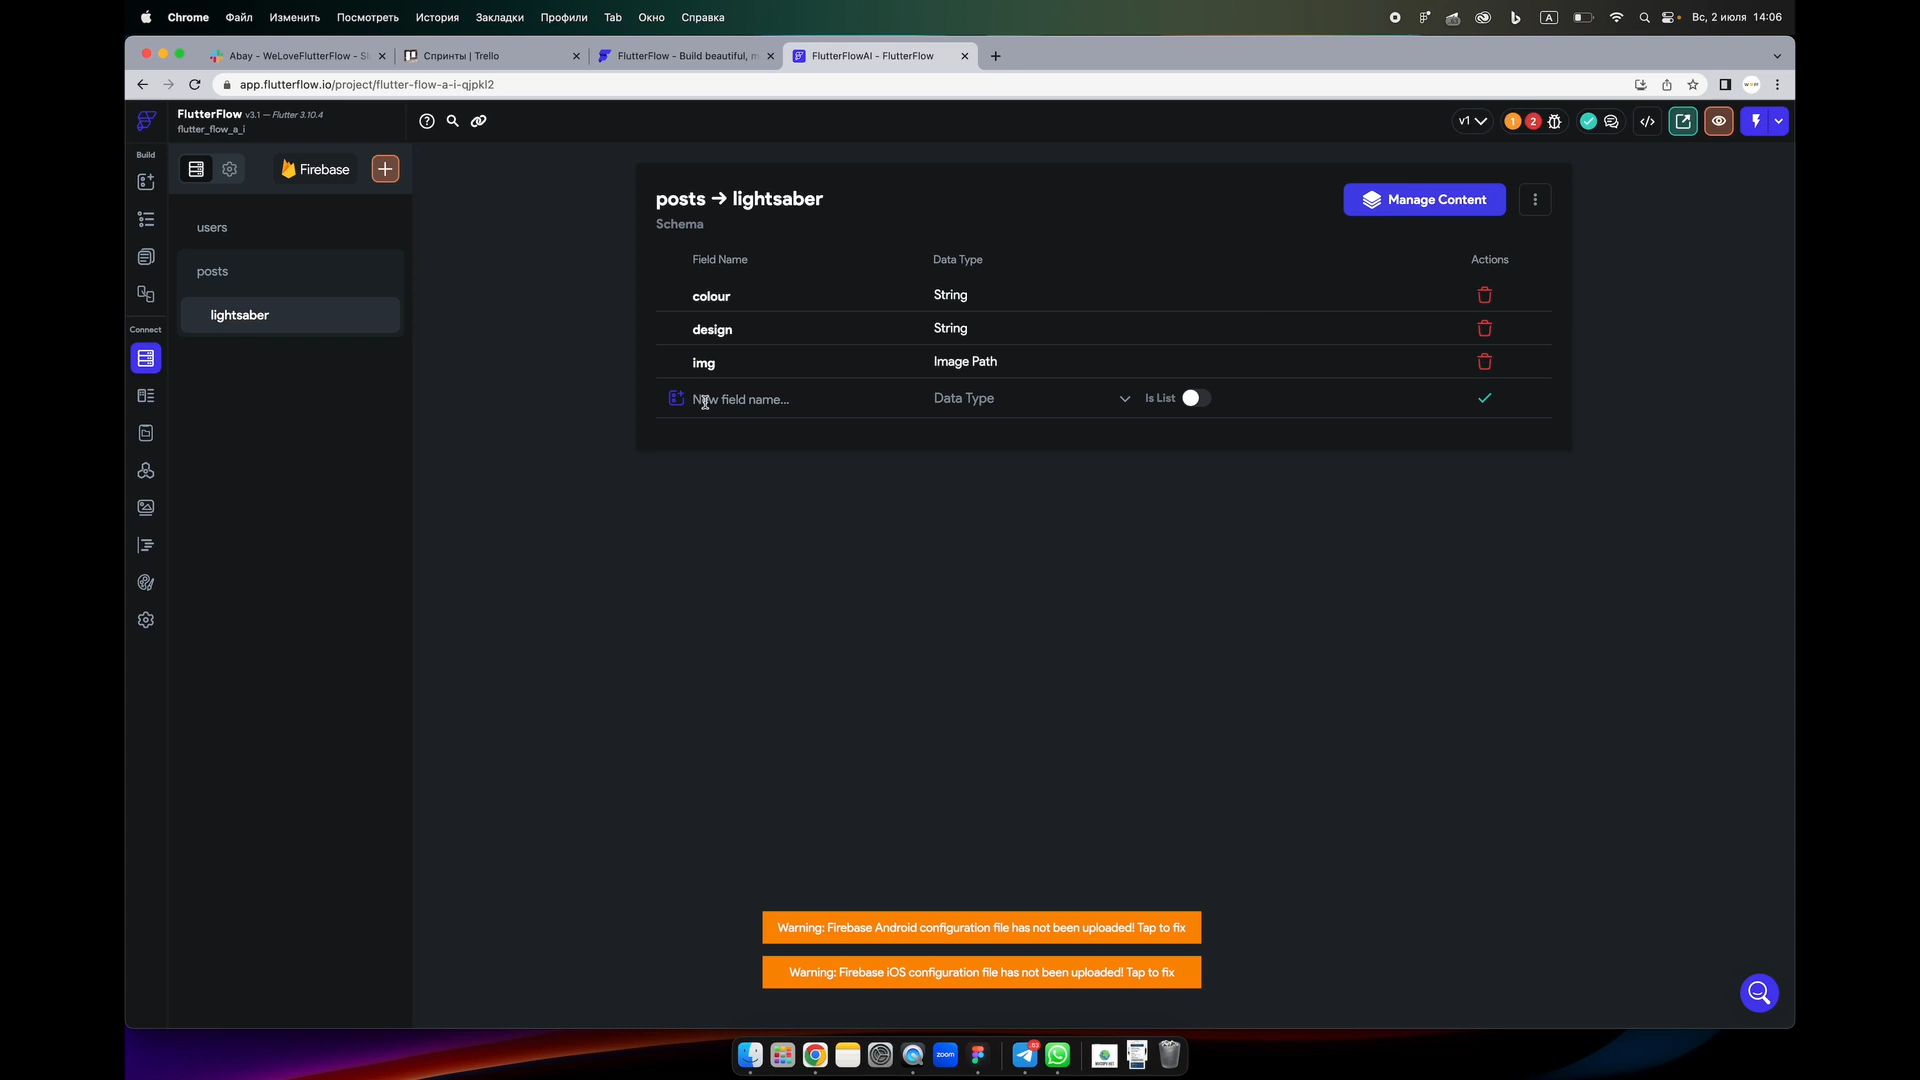 Chrome Файл Изменить Посмотреть История Закладки Профили Tab Окно Справка
A
Вс, 2 июля 14:06
Abay - WeLoveFlutterFlow - Sl
Спринты | Trello
FlutterFlow - Build beautiful, m
FlutterFlowAI - FlutterFlow
app.flutterflow.io/project/flutter-flow-a-i-qjpkl2
FlutterFlow v3.1 — Flutter 3.10.4
flutter_flow_a_i
v1
1
2
Build
Firebase
users
posts
lightsaber
Connect
posts → lightsaber
Manage Content
Schema
Field Name Data Type Actions
colour String
design String
img Image Path
New field name... Data Type Is List
Warning: Firebase Android configuration file has not been uploaded! Tap to fix
Warning: Firebase iOS configuration file has not been uploaded! Tap to fix
zoom